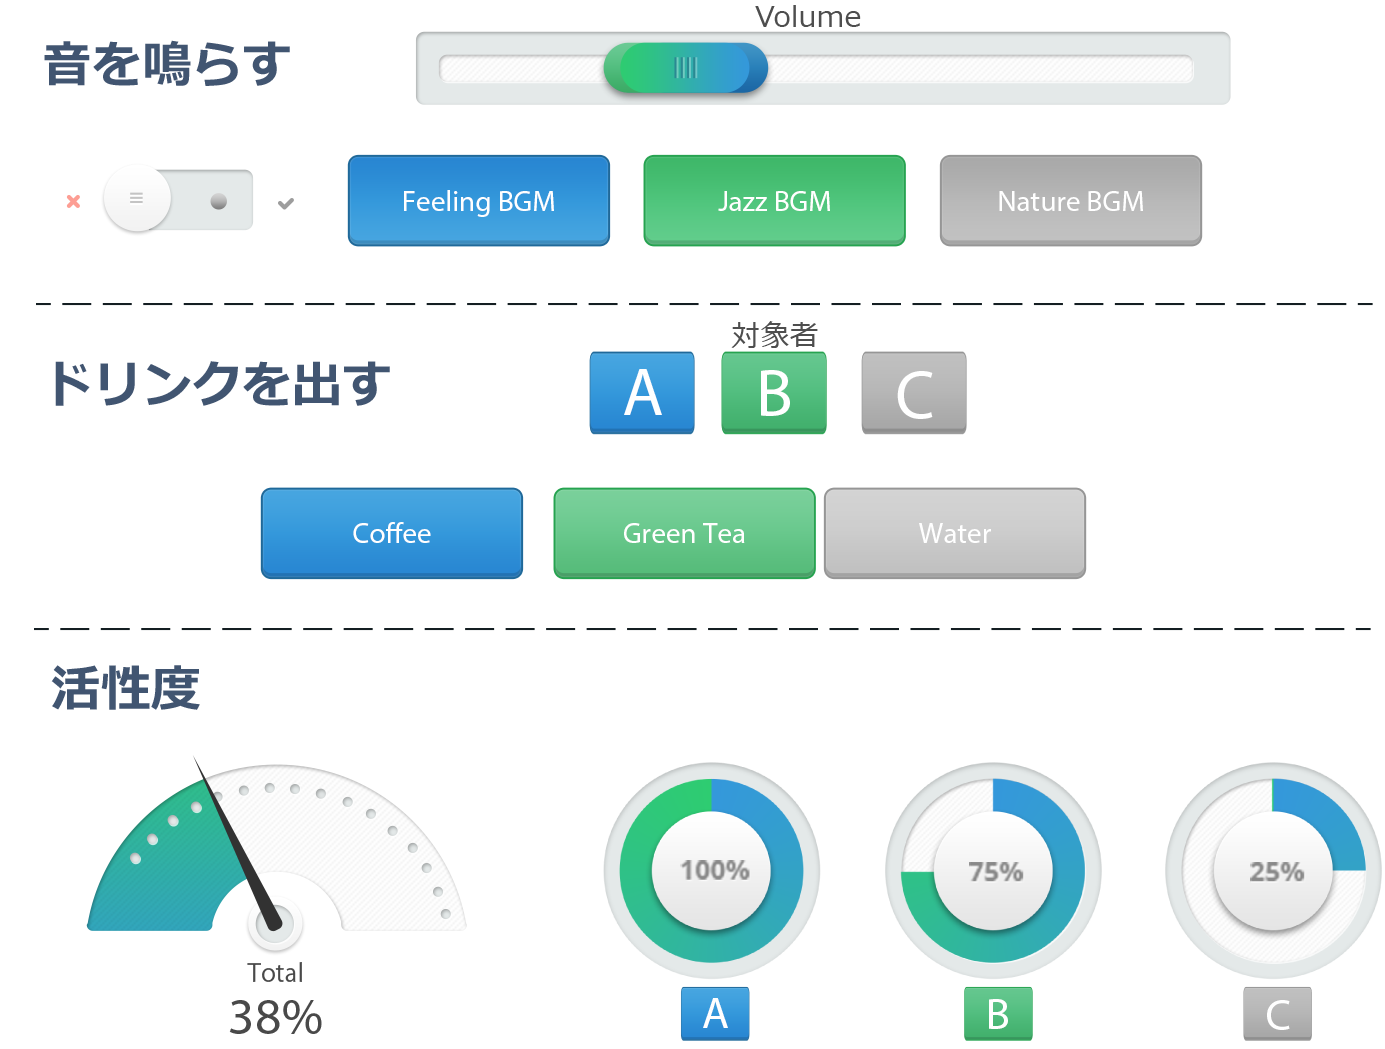 Volume
音を鳴らす
Feeling BGM
Jazz BGM
Nature BGM
対象者
ドリンクを出す
A
B
C
Coffee
Green Tea
Water
活性度
100%
75%
25%
Total
38%
A
B
C